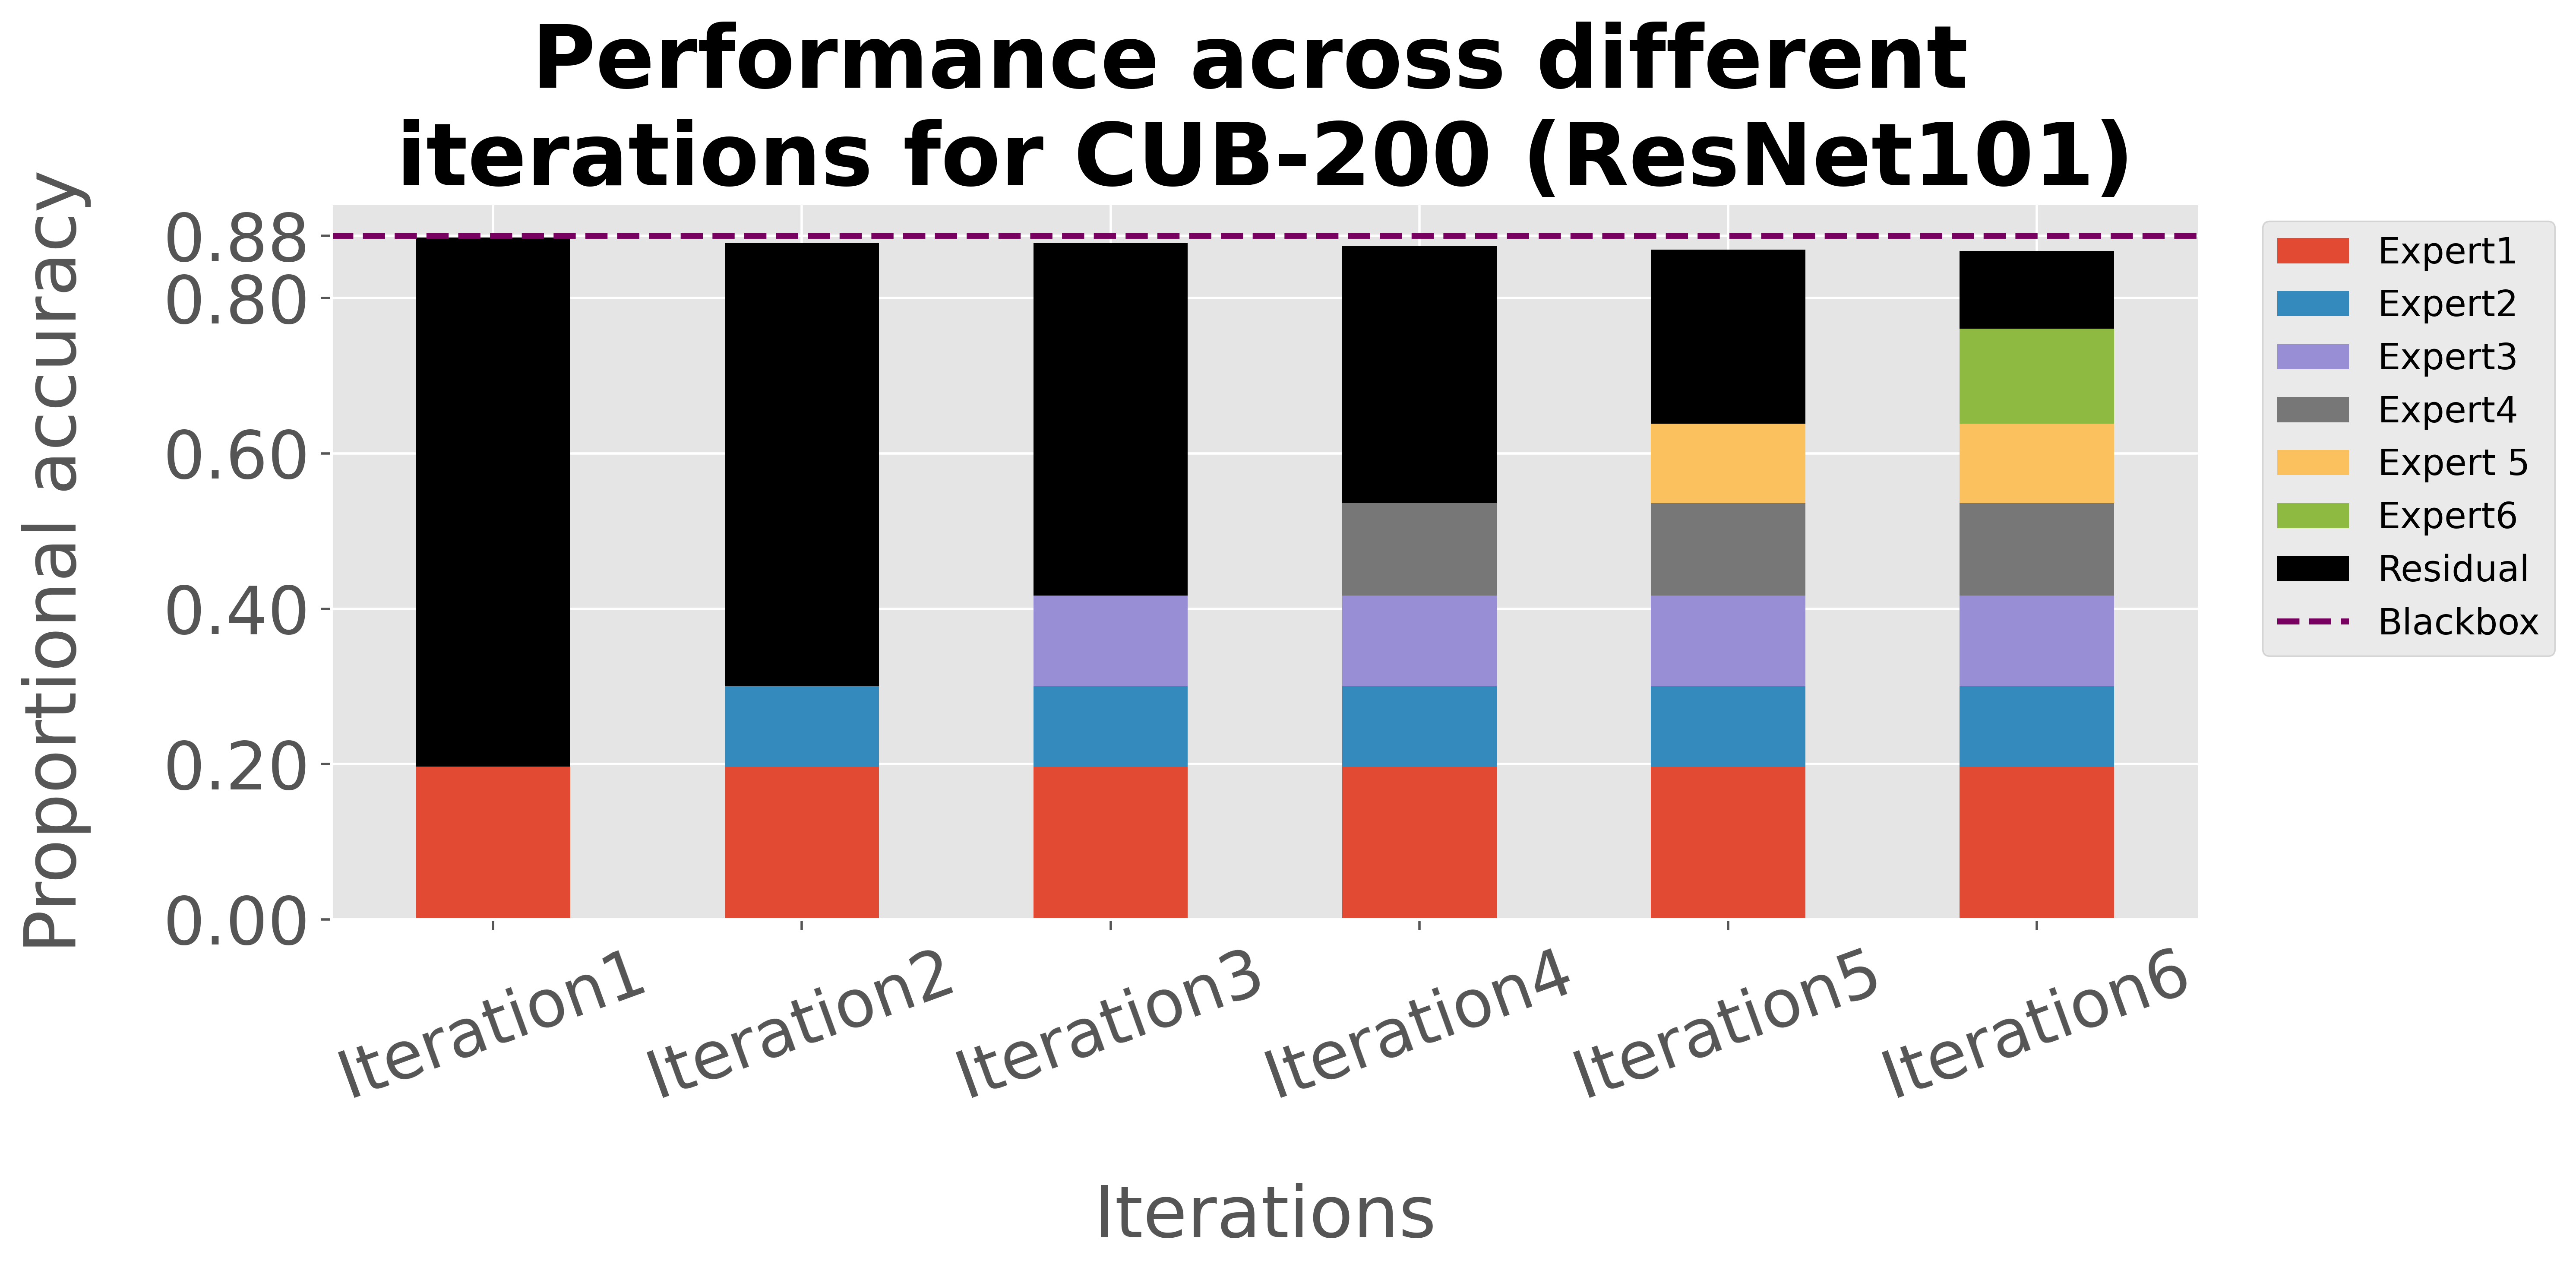 Performance across different
iterations for CUB-200 (ResNet101)
Proportional accuracy
0.88
0.80
0.60
0.40
0.20
0.00
Iteration1
Iteration2
Iteration3
Iteration4
Iteration5
Iteration6
Iterations
Expert1
Expert2
Expert3
Expert4
Expert 5
Expert6
Residual
Blackbox